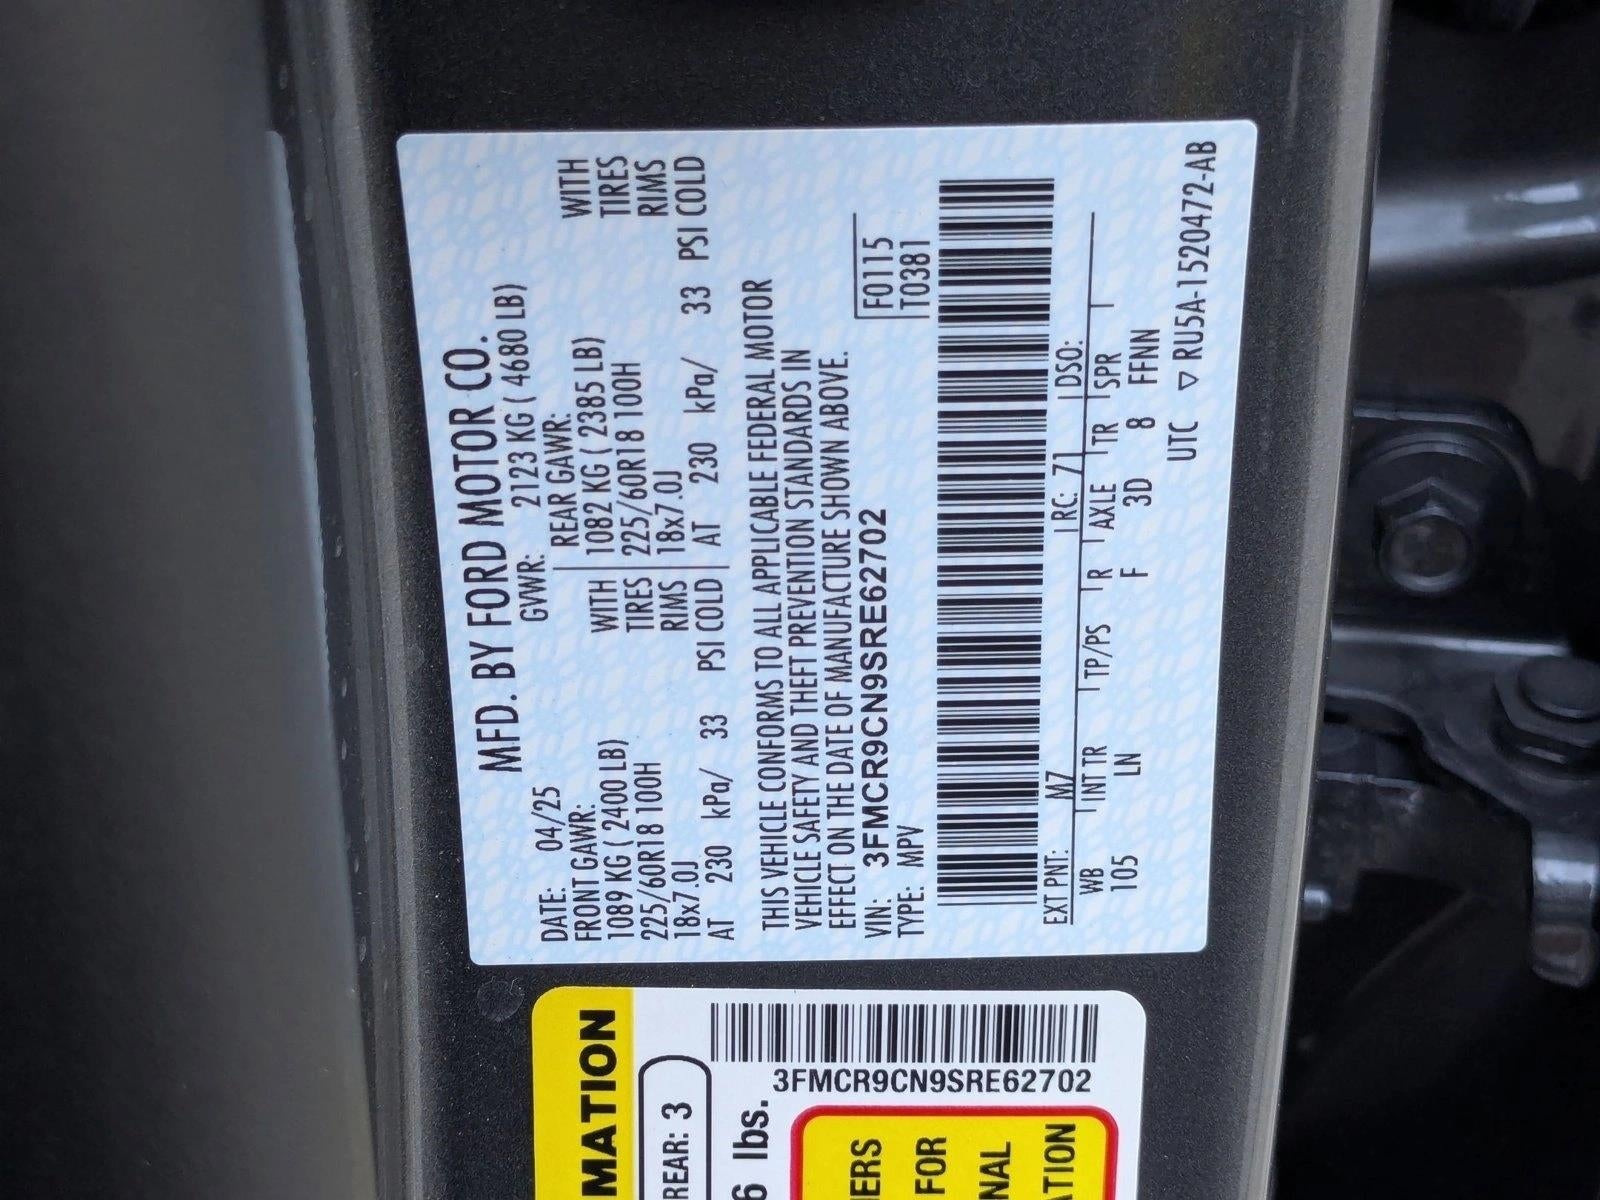 MFD. BY FORD MOTOR CO.
DATE: 04/25 GVWR: 2123 KG ( 4680 LB)
FRONT GAWR: REAR GAWR:
1089 KG ( 2400 LB) WITH 1082 KG ( 2385 LB) WITH
225/60R18 100H TIRES 225/60R18 100H TIRES
18x7.0J RIMS 18x7.0J RIMS
AT 230 kPa/ 33 PSI COLD AT 230 kPa/ 33 PSI COLD
THIS VEHICLE CONFORMS TO ALL APPLICABLE FEDERAL MOTOR
VEHICLE SAFETY AND THEFT PREVENTION STANDARDS IN
EFFECT ON THE DATE OF MANUFACTURE SHOWN ABOVE.
VIN: 3FMCR9CN9SRE62702 F0115
TYPE: MPV T0381
EXT PNT: MZ RC: 71 DSO:
WB INT TR TP/PS R AXLE TR SPR
105 LN F 3D 8 FFNN
UTC ▽ RU5A-1520472-AB
MATION
REAR: 3
6 lbs.
3FMCR9CN9SRE62702
FOR